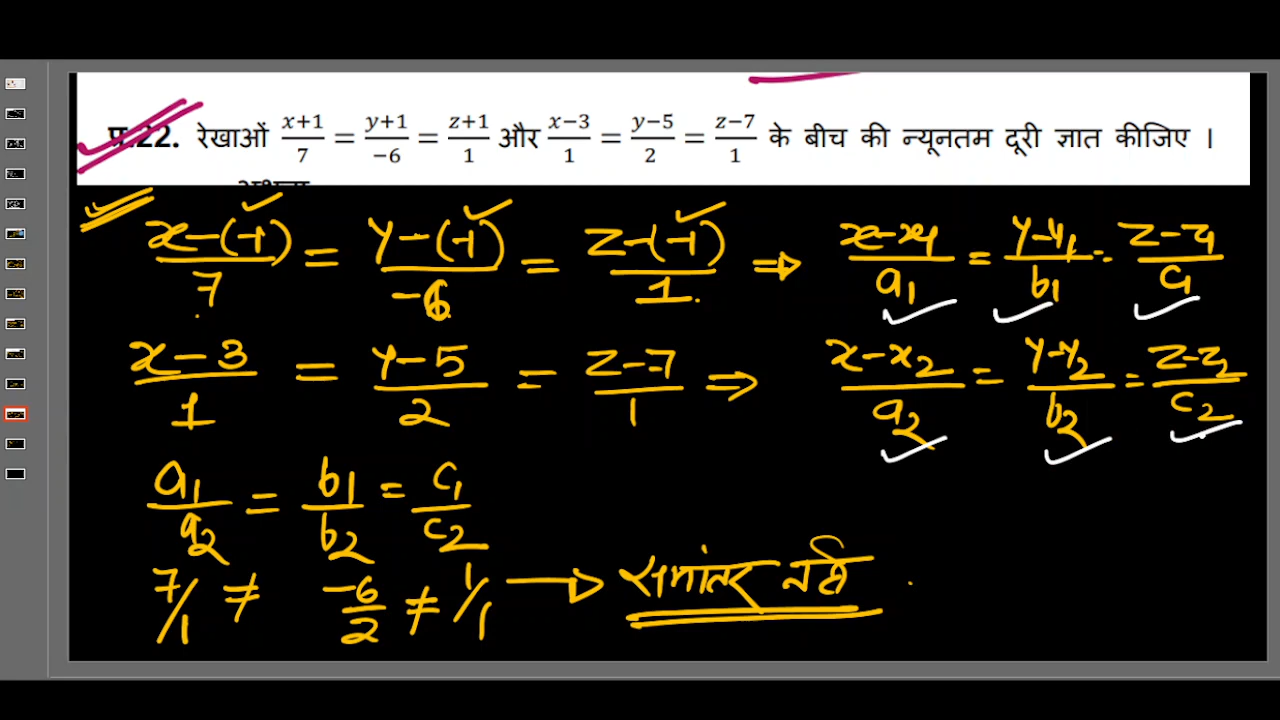 प्र.22. रेखाओं x+1/7 = y+1/-6 = z+1/1 और x−3/1 = y−5/2 = z−7/1 के बीच की न्यूनतम दूरी ज्ञात कीजिए ।
x-(-1)/7 = y-(-1)/-6 = z-(-1)/1 ⇒ x-x1/a1 = y-y1/b1 = z-z1/c1
x-3/1 = y-5/2 = z-7/1 ⇒ x-x2/a2 = y-y2/b2 = z-z2/c2
a1/a2 = b1/b2 = c1/c2
7/1 ≠ -6/2 ≠ 1/1 → समांतर नही